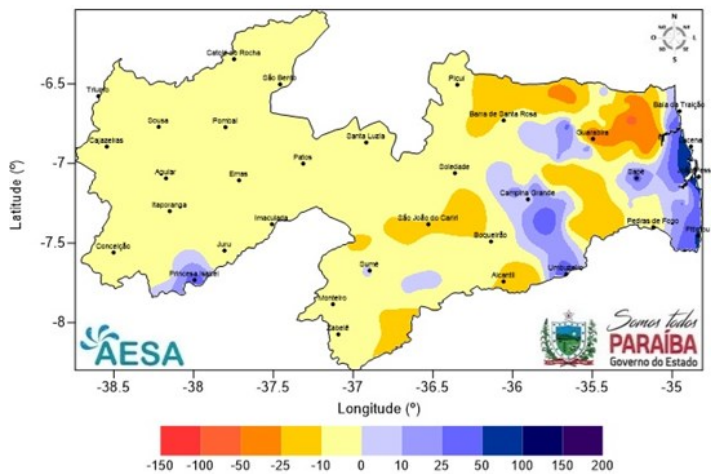 N
O
L
S
-6.5
-7
-7.5
-8
Latitude (º)
Catolé do Rocha
São Bento
Triunfo
Picuí
Baía da Traição
Barra de Santa Rosa
Sousa
Pombal
Guarabira
Cajazeiras
Santa Luzia
Patos
Soledade
Aguiar
Emas
Sapé
Campina Grande
Itaporanga
Imaculada
São João do Cariri
Pedras de Fogo
Boqueirão
Conceição
Juru
Sumé
Princesa Isabel
Alcantil
Umbuzeiro
Monteiro
Zabelê
AESA
Somos todos
PARAÍBA
Governo do Estado
-38.5 -38 -37.5 -37 -36.5 -36 -35.5 -35
Longitude (º)
-150 -100 -50 -25 -10 0 10 25 50 100 150 200